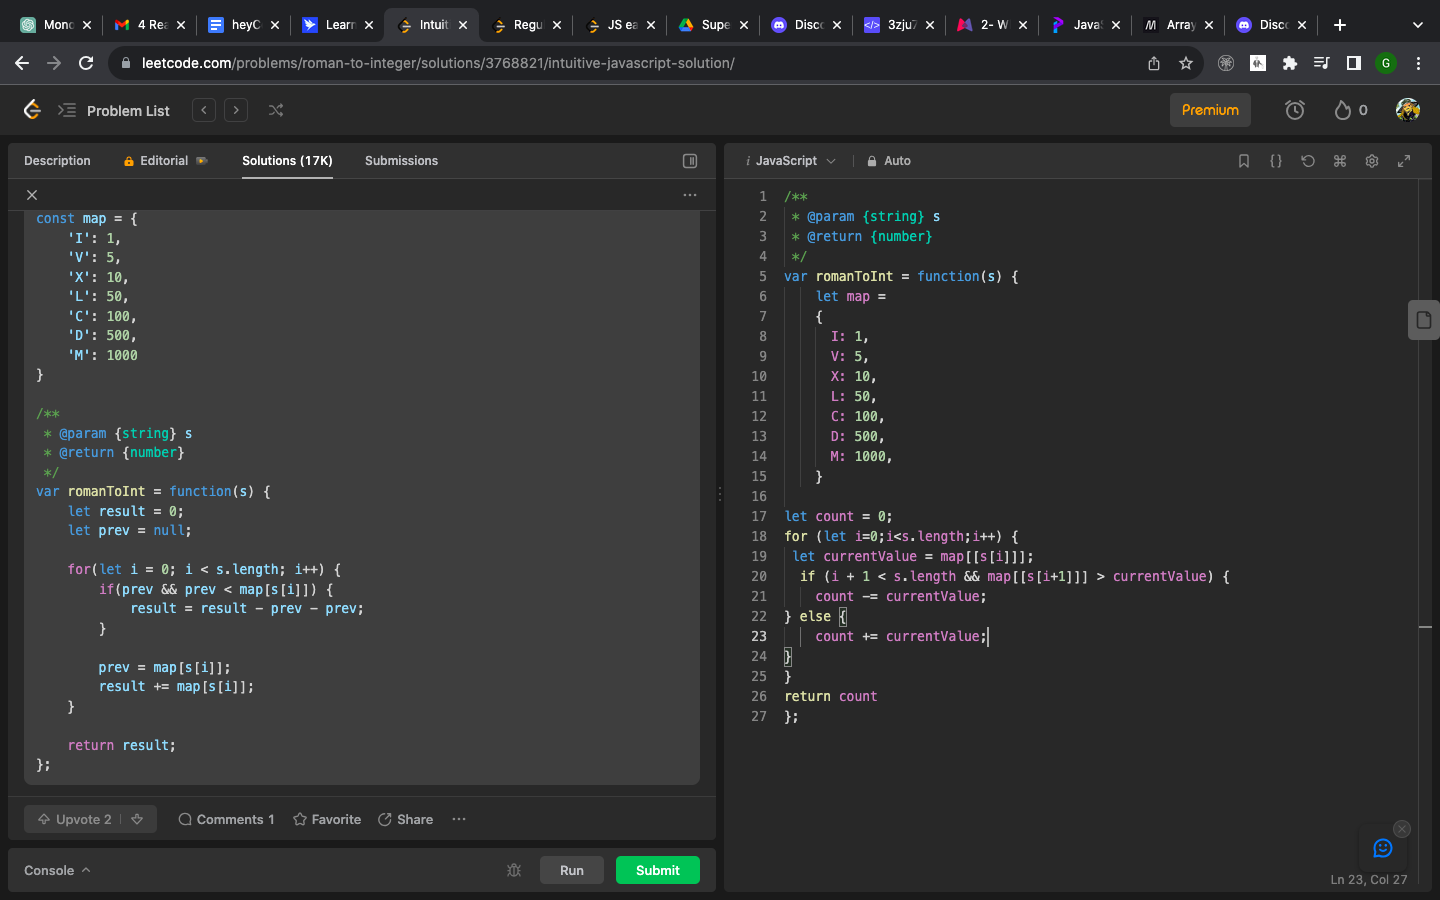 Mono
4 Rea
heyC
Learn
Intuit
Regu
JS ea
Supe
Disco
3zju7
2- W
Java
Array
Disco
leetcode.com/problems/roman-to-integer/solutions/3768821/intuitive-javascript-solution/
G
Problem List
Premium
0
Description
Editorial
Solutions (17K)
Submissions
const map = {
'I': 1,
'V': 5,
'X': 10,
'L': 50,
'C': 100,
'D': 500,
'M': 1000
}
/**
* @param {string} s
* @return {number}
*/
var romanToInt = function(s) {
let result = 0;
let prev = null;
for(let i = 0; i < s.length; i++) {
if(prev && prev < map[s[i]]) {
result = result - prev - prev;
}
prev = map[s[i]];
result += map[s[i]];
}
return result;
};
Upvote 2
Comments 1
Favorite
Share
Console
Run
Submit
i JavaScript
Auto
1 /**
2 * @param {string} s
3 * @return {number}
4 */
5 var romanToInt = function(s) {
6 let map =
7 {
8 I: 1,
9 V: 5,
10 X: 10,
11 L: 50,
12 C: 100,
13 D: 500,
14 M: 1000,
15 }
16
17 let count = 0;
18 for (let i=0;i<s.length;i++) {
19 let currentValue = map[[s[i]]];
20 if (i + 1 < s.length && map[[s[i+1]]] > currentValue) {
21 count -= currentValue;
22 } else {
23 count += currentValue;
24 }
25 }
26 return count
27 };
Ln 23, Col 27